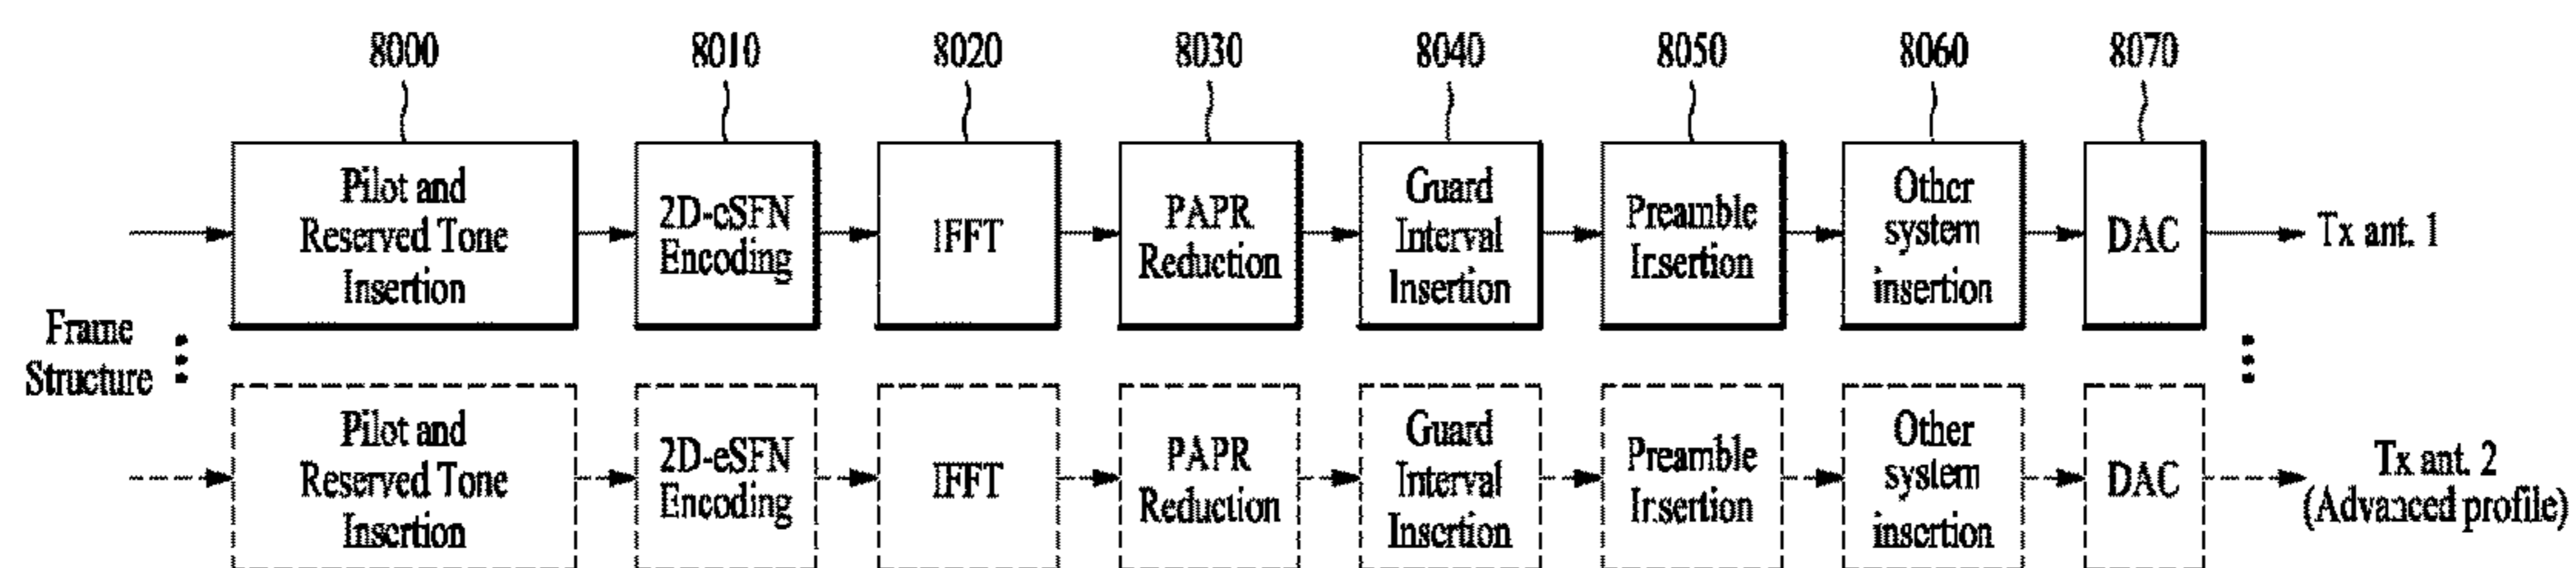 8000
8010
8020
8030
8040
8050
8060
8070
Pilot and
Reserved Tone
Insertion
2D-eSFN
Encoding
IFFT
PAPR
Reduction
Guard
Interval
Insertion
Preamble
Insertion
Other
system
insertion
DAC
Tx ant. 1
Frame
Structure
Pilot and
Reserved Tone
Insertion
2D-eSFN
Encoding
IFFT
PAPR
Reduction
Guard
Interval
Insertion
Preamble
Insertion
Other
system
insertion
DAC
Tx ant. 2
(Advanced profile)